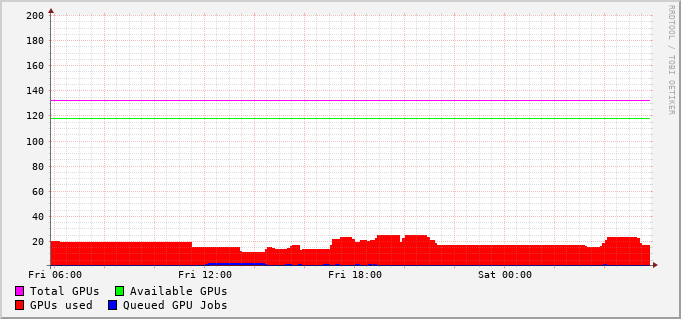 200
180
160
140
120
100
80
60
40
20
Fri 06:00 Fri 12:00 Fri 18:00 Sat 00:00
Total GPUs Available GPUs
GPUs used Queued GPU Jobs
RRDTOOL / TOBI OETIKER